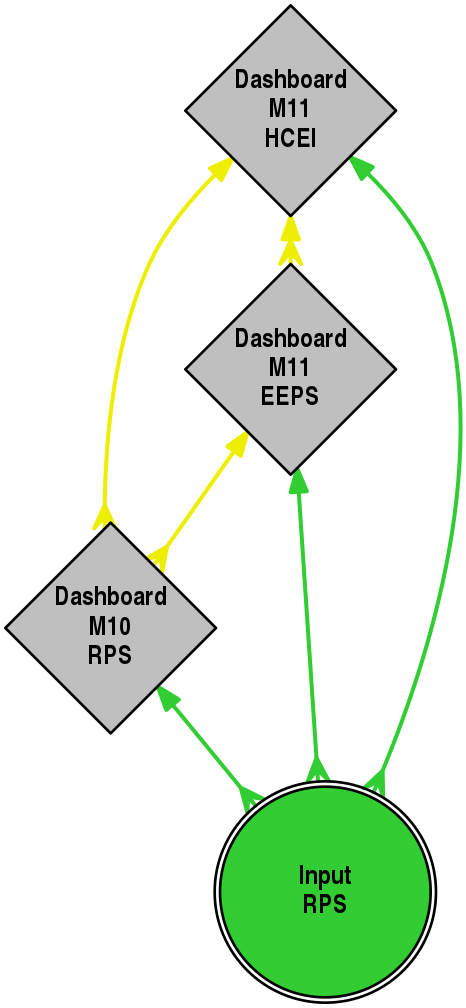 Dashboard
M11
HCEI
Dashboard
M11
EEPS
Dashboard
M10
RPS
Input
RPS